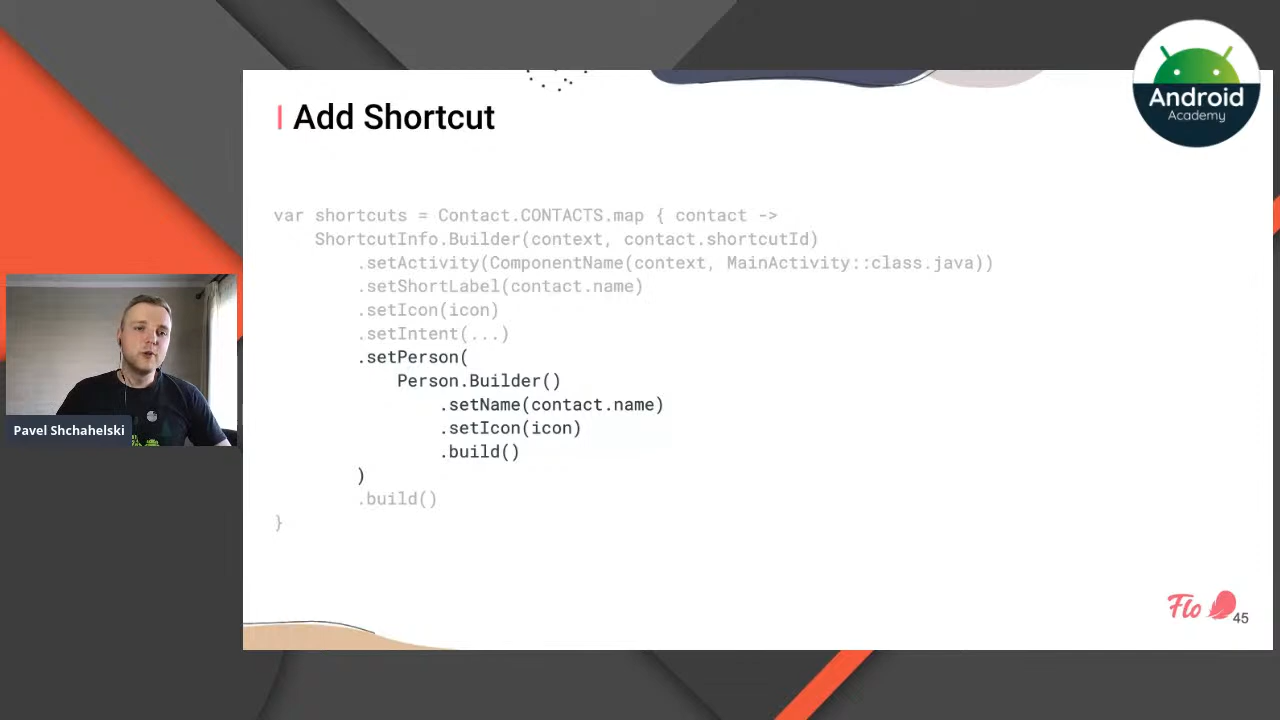 Android
Academy
Add Shortcut
var shortcuts = Contact.CONTACTS.map { contact ->
    ShortcutInfo.Builder(context, contact.shortcutId)
        .setActivity(ComponentName(context, MainActivity::class.java))
        .setShortLabel(contact.name)
        .setIcon(icon)
        .setIntent(...)
        .setPerson(
            Person.Builder()
                .setName(contact.name)
                .setIcon(icon)
                .build()
        )
        .build()
}
Pavel Shchahelski
Flo
45